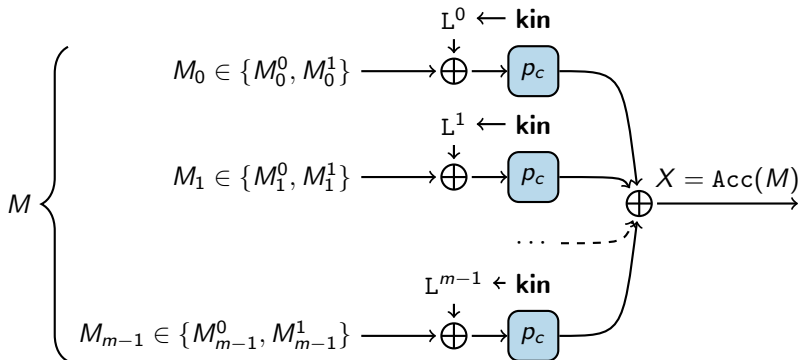 L^0 ← kin
M_0 ∈ {M_0^0, M_0^1} p_c
L^1 ← kin
M_1 ∈ {M_1^0, M_1^1} p_c
M X = Acc(M)
...
L^{m−1} ← kin
M_{m−1} ∈ {M_{m−1}^0, M_{m−1}^1} p_c